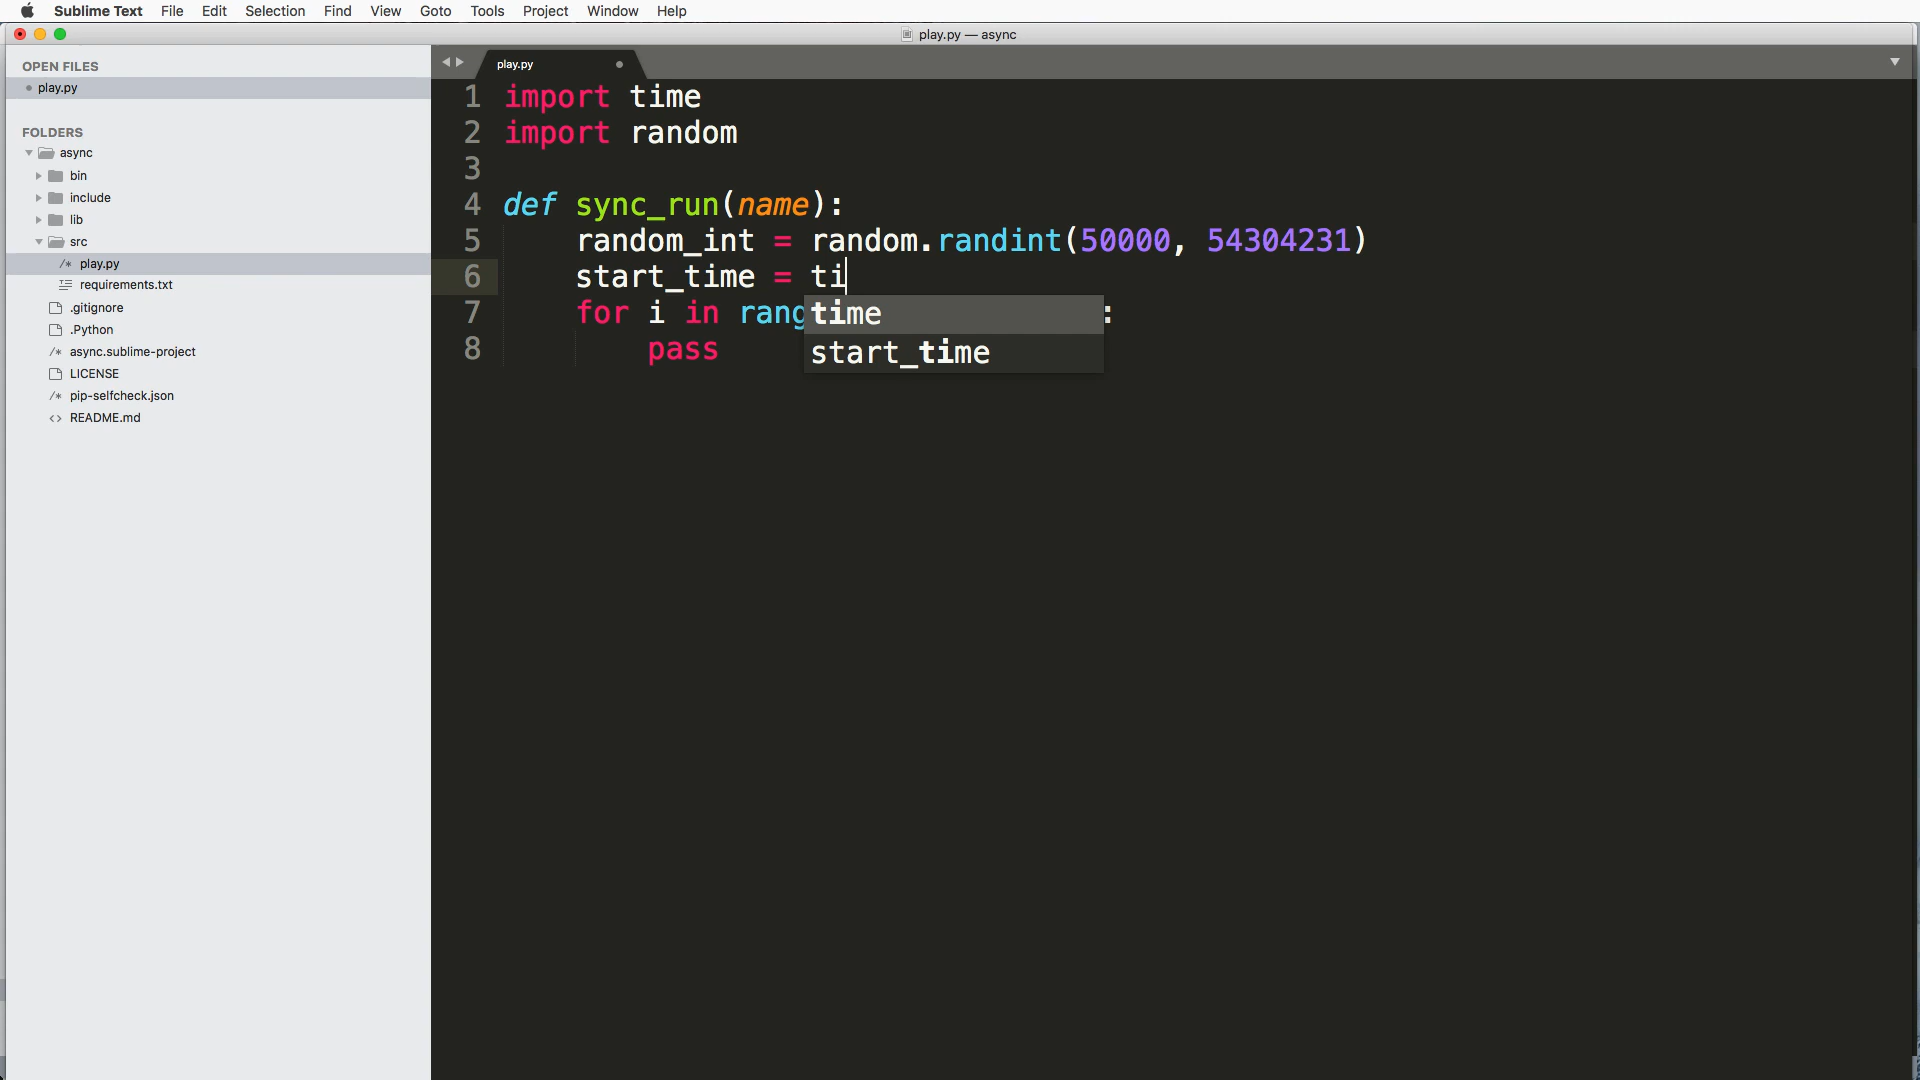 Sublime Text File Edit Selection Find View Goto Tools Project Window Help
play.py — async
OPEN FILES
play.py
FOLDERS
async
bin
include
lib
src
/* play.py
requirements.txt
.gitignore
.Python
/* async.sublime-project
LICENSE
/* pip-selfcheck.json
<> README.md
play.py
1 import time
2 import random
3
4 def sync_run(name):
5 random_int = random.randint(50000, 54304231)
6 start_time = ti
7 for i in rang :
8 pass
time
start_time